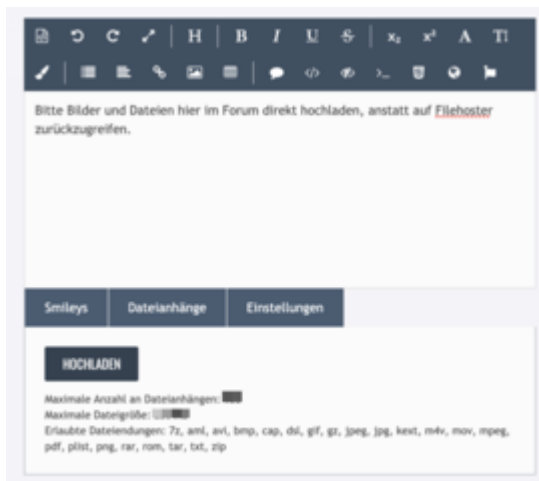 H B I U S x₂ x² A T
Bitte Bilder und Dateien hier im Forum direkt hochladen, anstatt auf Filehoster
zurückzugreifen.
Smileys Dateianhänge Einstellungen
HOCHLADEN
Maximale Anzahl an Dateianhängen:
Maximale Dateigröße:
Erlaubte Dateiendungen: 7z, aml, avi, bmp, cap, dsl, gif, gz, jpeg, jpg, kext, m4v, mov, mpeg,
pdf, plist, png, rar, rom, tar, txt, zip